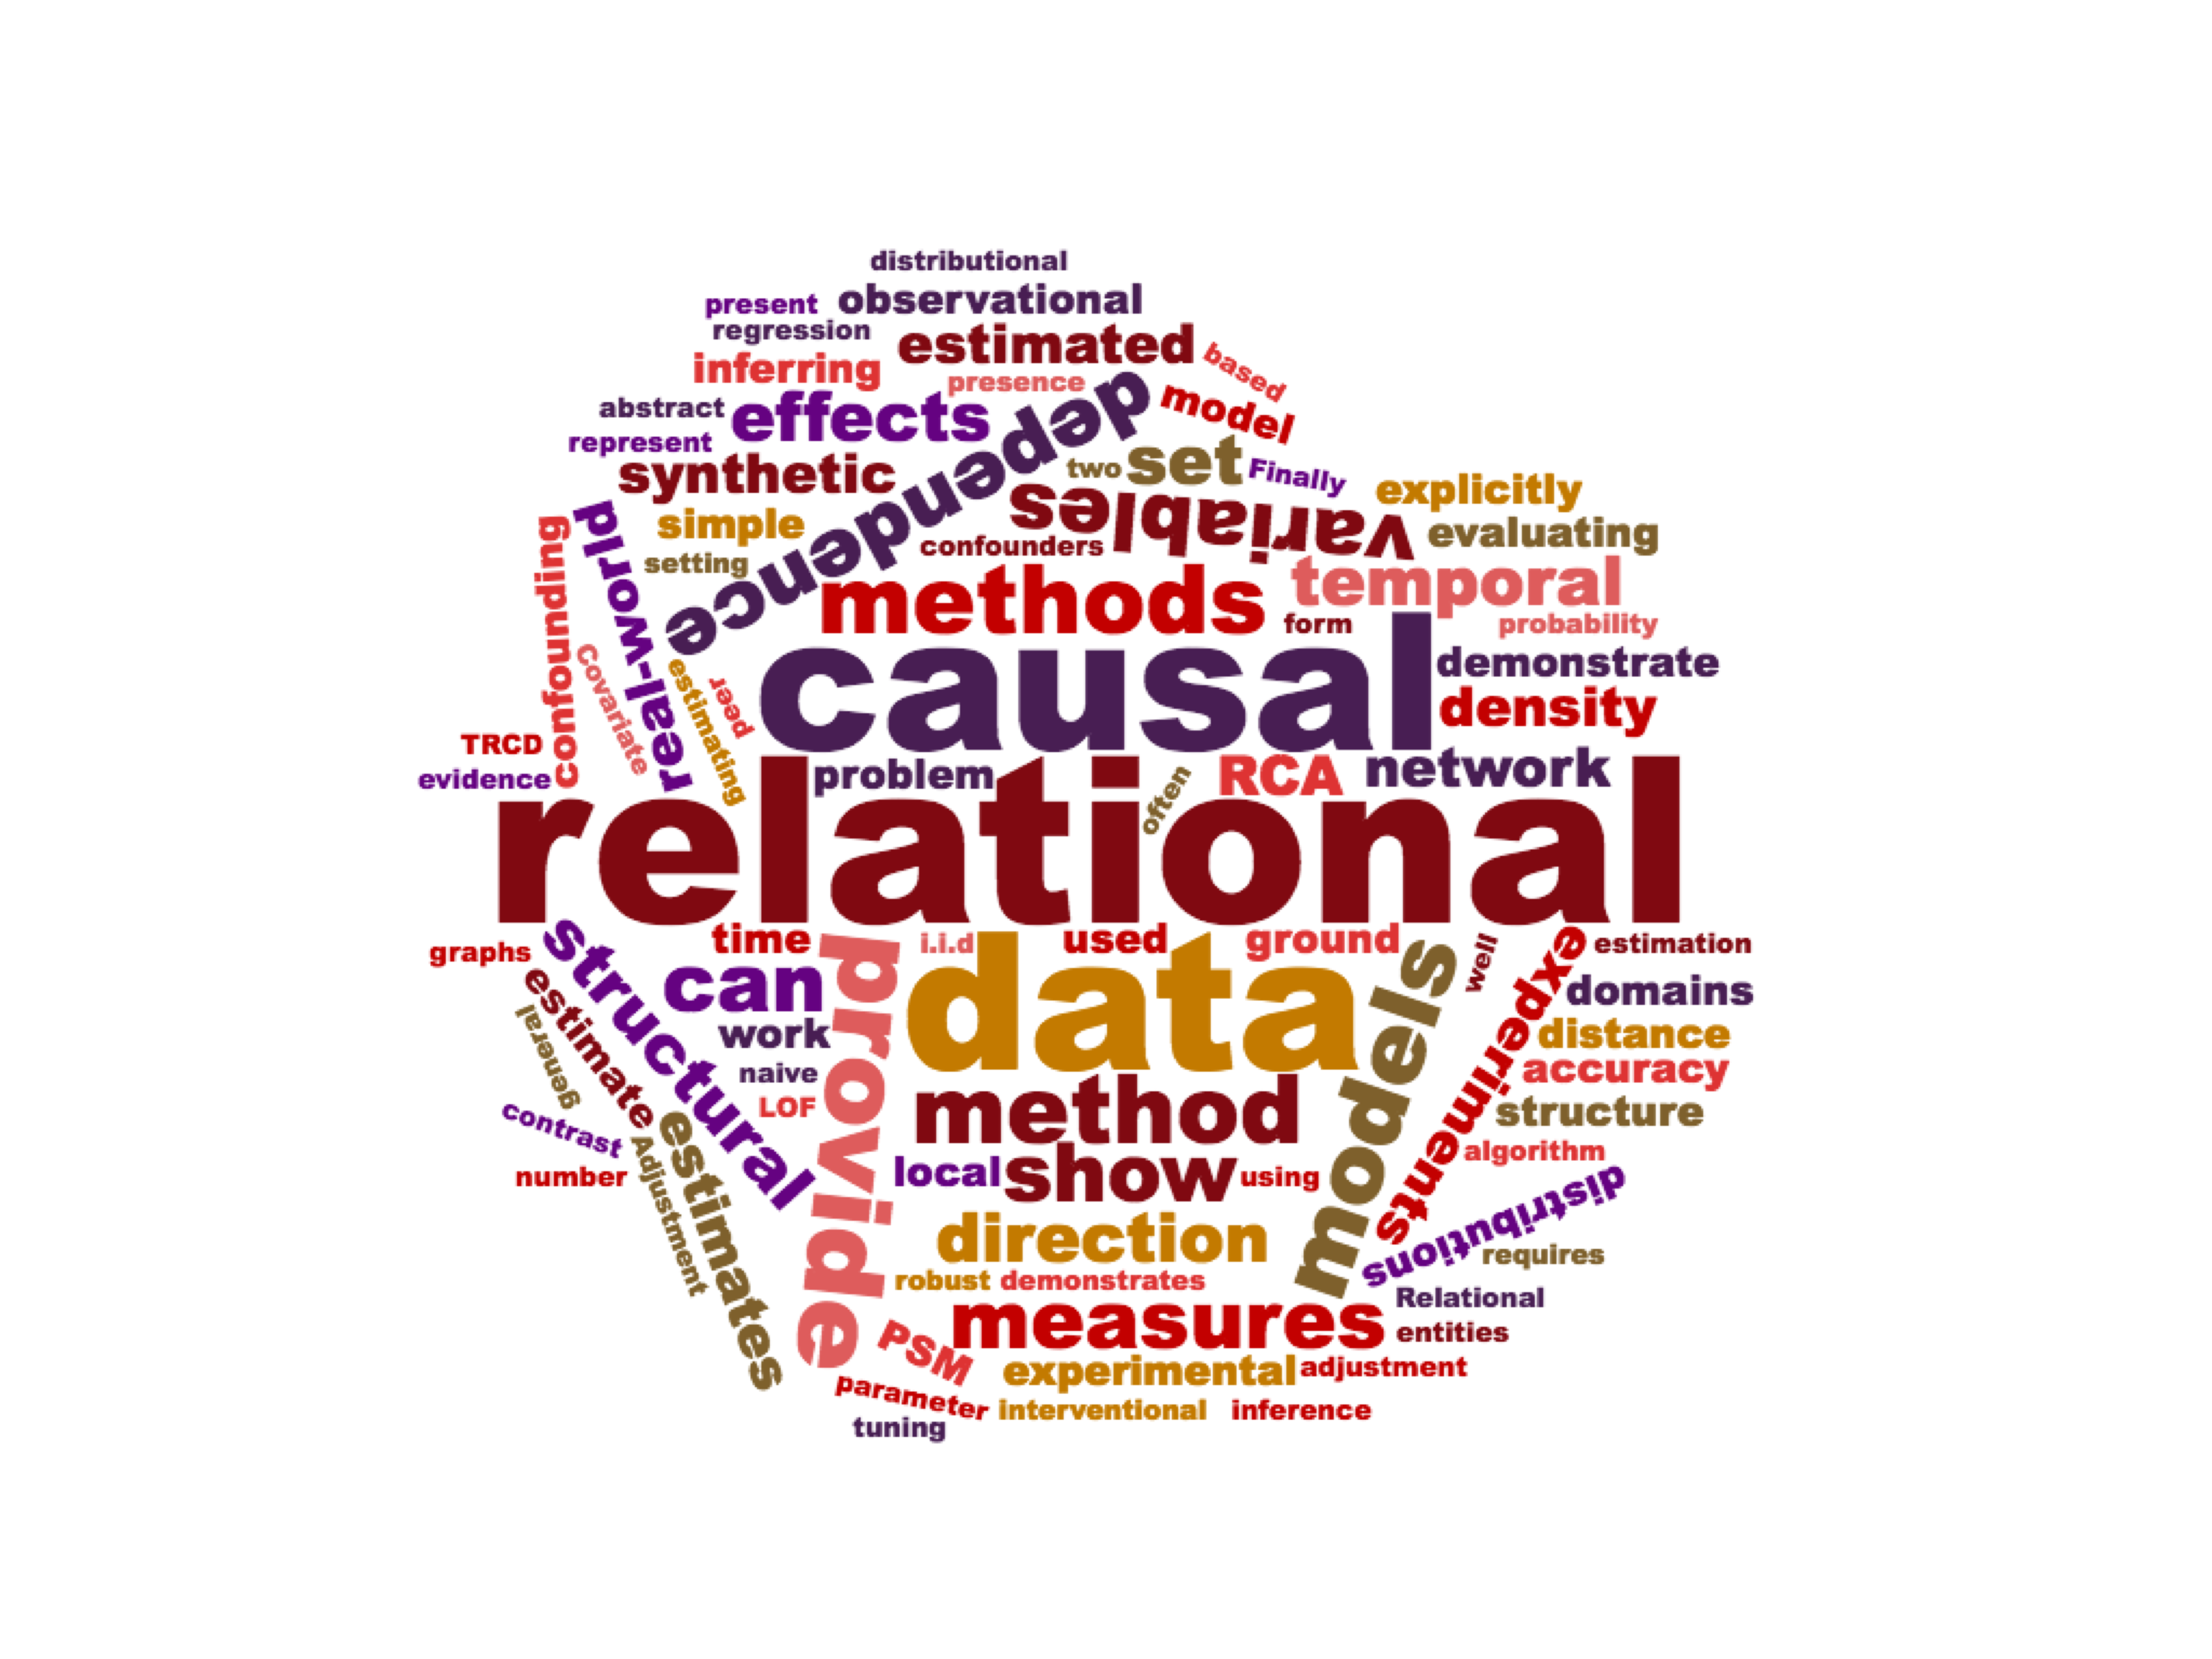 distributional
present observational
regression
estimated
based
inferring
presence
model
abstract
effects
dependence
represent
synthetic
two
set
Finally
explicitly
variables
simple
real-world
confounding
confounders
evaluating
setting
methods
temporal
form
probability
covariate
estimating
peer
causal
demonstrate
density
TRCD
evidence
problem
often
RCA
network
relational
graphs
structural
time
i.i.d
used
ground
well
experiments
estimation
provide
data
models
can
domains
estimate
general
work
distance
naive
accuracy
LOF
method
structure
contrast
Adjustment
estimates
algorithm
number
local
show
using
distributions
direction
requires
robust
demonstrates
Relational
measures
entities
PSM
experimental
adjustment
parameter
interventional
inference
tuning